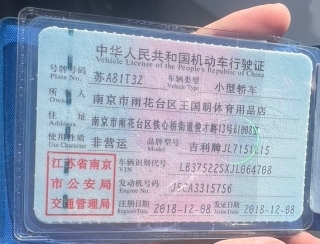 中华人民共和国机动车行驶证
Vehicle License of the People's Republic of China
号牌号码 苏A81T3Z 车辆类型 小型轿车
Plate No. Vehicle Type
所有人 南京市雨花台区王国明体育用品店
Owner
住址 南京市雨花台区铁心桥街道骏才路
Address
使用性质 非营运 品牌型号 吉利牌JL7151L15
Use Character Model
江苏省南京 车辆识别代号 LB37522SXJL064708
VIN
市公安局 发动机号码 J5CA3315756
Engine No.
交通管理局 注册日期 2018-12-08 发证日期 2018-12-08
Register Date Issue Date